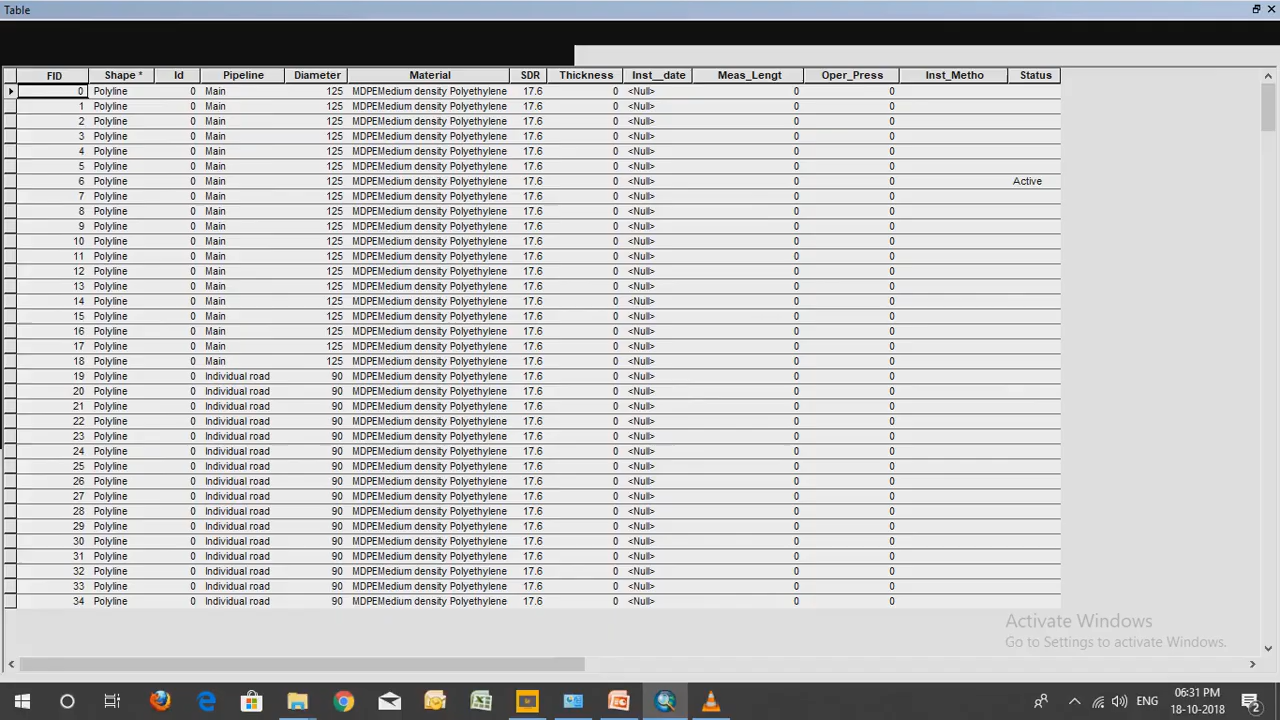 Table
FID Shape * Id Pipeline Diameter Material SDR Thickness Inst__date Meas_Lengt Oper_Press Inst_Metho Status
0 Polyline 0 Main 125 MDPEMedium density Polyethylene 17.6 0 <Null> 0 0
1 Polyline 0 Main 125 MDPEMedium density Polyethylene 17.6 0 <Null> 0 0
2 Polyline 0 Main 125 MDPEMedium density Polyethylene 17.6 0 <Null> 0 0
3 Polyline 0 Main 125 MDPEMedium density Polyethylene 17.6 0 <Null> 0 0
4 Polyline 0 Main 125 MDPEMedium density Polyethylene 17.6 0 <Null> 0 0
5 Polyline 0 Main 125 MDPEMedium density Polyethylene 17.6 0 <Null> 0 0
6 Polyline 0 Main 125 MDPEMedium density Polyethylene 17.6 0 <Null> 0 0 Active
7 Polyline 0 Main 125 MDPEMedium density Polyethylene 17.6 0 <Null> 0 0
8 Polyline 0 Main 125 MDPEMedium density Polyethylene 17.6 0 <Null> 0 0
9 Polyline 0 Main 125 MDPEMedium density Polyethylene 17.6 0 <Null> 0 0
10 Polyline 0 Main 125 MDPEMedium density Polyethylene 17.6 0 <Null> 0 0
11 Polyline 0 Main 125 MDPEMedium density Polyethylene 17.6 0 <Null> 0 0
12 Polyline 0 Main 125 MDPEMedium density Polyethylene 17.6 0 <Null> 0 0
13 Polyline 0 Main 125 MDPEMedium density Polyethylene 17.6 0 <Null> 0 0
14 Polyline 0 Main 125 MDPEMedium density Polyethylene 17.6 0 <Null> 0 0
15 Polyline 0 Main 125 MDPEMedium density Polyethylene 17.6 0 <Null> 0 0
16 Polyline 0 Main 125 MDPEMedium density Polyethylene 17.6 0 <Null> 0 0
17 Polyline 0 Main 125 MDPEMedium density Polyethylene 17.6 0 <Null> 0 0
18 Polyline 0 Main 125 MDPEMedium density Polyethylene 17.6 0 <Null> 0 0
19 Polyline 0 Individual road 90 MDPEMedium density Polyethylene 17.6 0 <Null> 0 0
20 Polyline 0 Individual road 90 MDPEMedium density Polyethylene 17.6 0 <Null> 0 0
21 Polyline 0 Individual road 90 MDPEMedium density Polyethylene 17.6 0 <Null> 0 0
22 Polyline 0 Individual road 90 MDPEMedium density Polyethylene 17.6 0 <Null> 0 0
23 Polyline 0 Individual road 90 MDPEMedium density Polyethylene 17.6 0 <Null> 0 0
24 Polyline 0 Individual road 90 MDPEMedium density Polyethylene 17.6 0 <Null> 0 0
25 Polyline 0 Individual road 90 MDPEMedium density Polyethylene 17.6 0 <Null> 0 0
26 Polyline 0 Individual road 90 MDPEMedium density Polyethylene 17.6 0 <Null> 0 0
27 Polyline 0 Individual road 90 MDPEMedium density Polyethylene 17.6 0 <Null> 0 0
28 Polyline 0 Individual road 90 MDPEMedium density Polyethylene 17.6 0 <Null> 0 0
29 Polyline 0 Individual road 90 MDPEMedium density Polyethylene 17.6 0 <Null> 0 0
30 Polyline 0 Individual road 90 MDPEMedium density Polyethylene 17.6 0 <Null> 0 0
31 Polyline 0 Individual road 90 MDPEMedium density Polyethylene 17.6 0 <Null> 0 0
32 Polyline 0 Individual road 90 MDPEMedium density Polyethylene 17.6 0 <Null> 0 0
33 Polyline 0 Individual road 90 MDPEMedium density Polyethylene 17.6 0 <Null> 0 0
34 Polyline 0 Individual road 90 MDPEMedium density Polyethylene 17.6 0 <Null> 0 0
Activate Windows
Go to Settings to activate Windows.
ENG
06:31 PM
18-10-2018
2